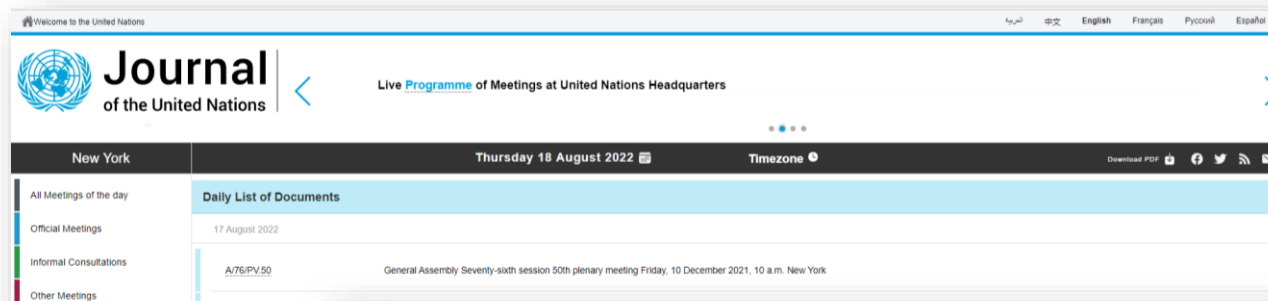 Welcome to the United Nations
العربية 中文 English Français Русский Español
Journal
of the United Nations
Live Programme of Meetings at United Nations Headquarters
New York Thursday 18 August 2022 Timezone Download PDF
All Meetings of the day
Daily List of Documents
Official Meetings
17 August 2022
Informal Consultations
A/76/PV.50 General Assembly Seventy-sixth session 50th plenary meeting Friday, 10 December 2021, 10 a.m. New York
Other Meetings